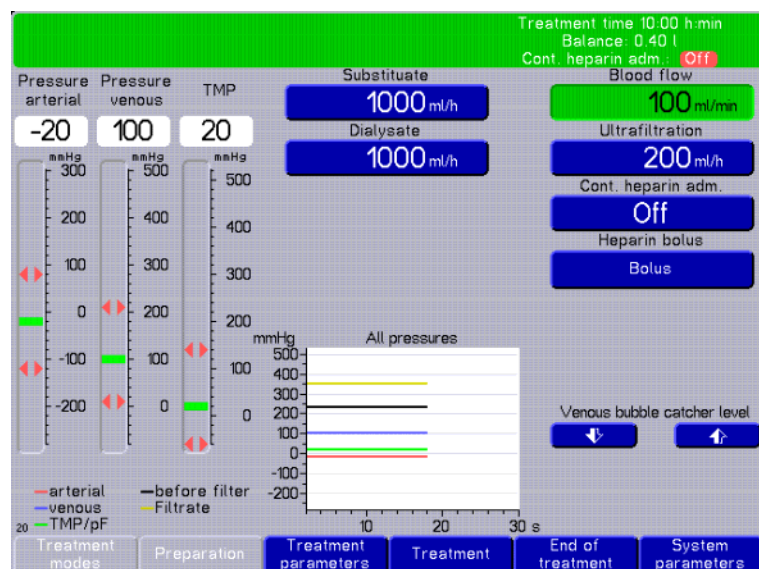 Treatment time 10:00 h:min
Balance: 0.40 l
Cont. heparin adm.: Off
Pressure arterial
Pressure venous
TMP
-20
100
20
mmHg
300
200
100
0
-100
-200
mmHg
500
400
300
200
100
0
mmHg
500
400
300
200
100
0
Substituate
1000 ml/h
Dialysate
1000 ml/h
Blood flow
100 ml/min
Ultrafiltration
200 ml/h
Cont. heparin adm.
Off
Heparin bolus
Bolus
mmHg
All pressures
500
400
300
200
100
0
-100
-200
10 20 30 s
Venous bubble catcher level
arterial
venous
20 TMP/pF
before filter
Filtrate
Treatment modes
Preparation
Treatment parameters
Treatment
End of treatment
System parameters